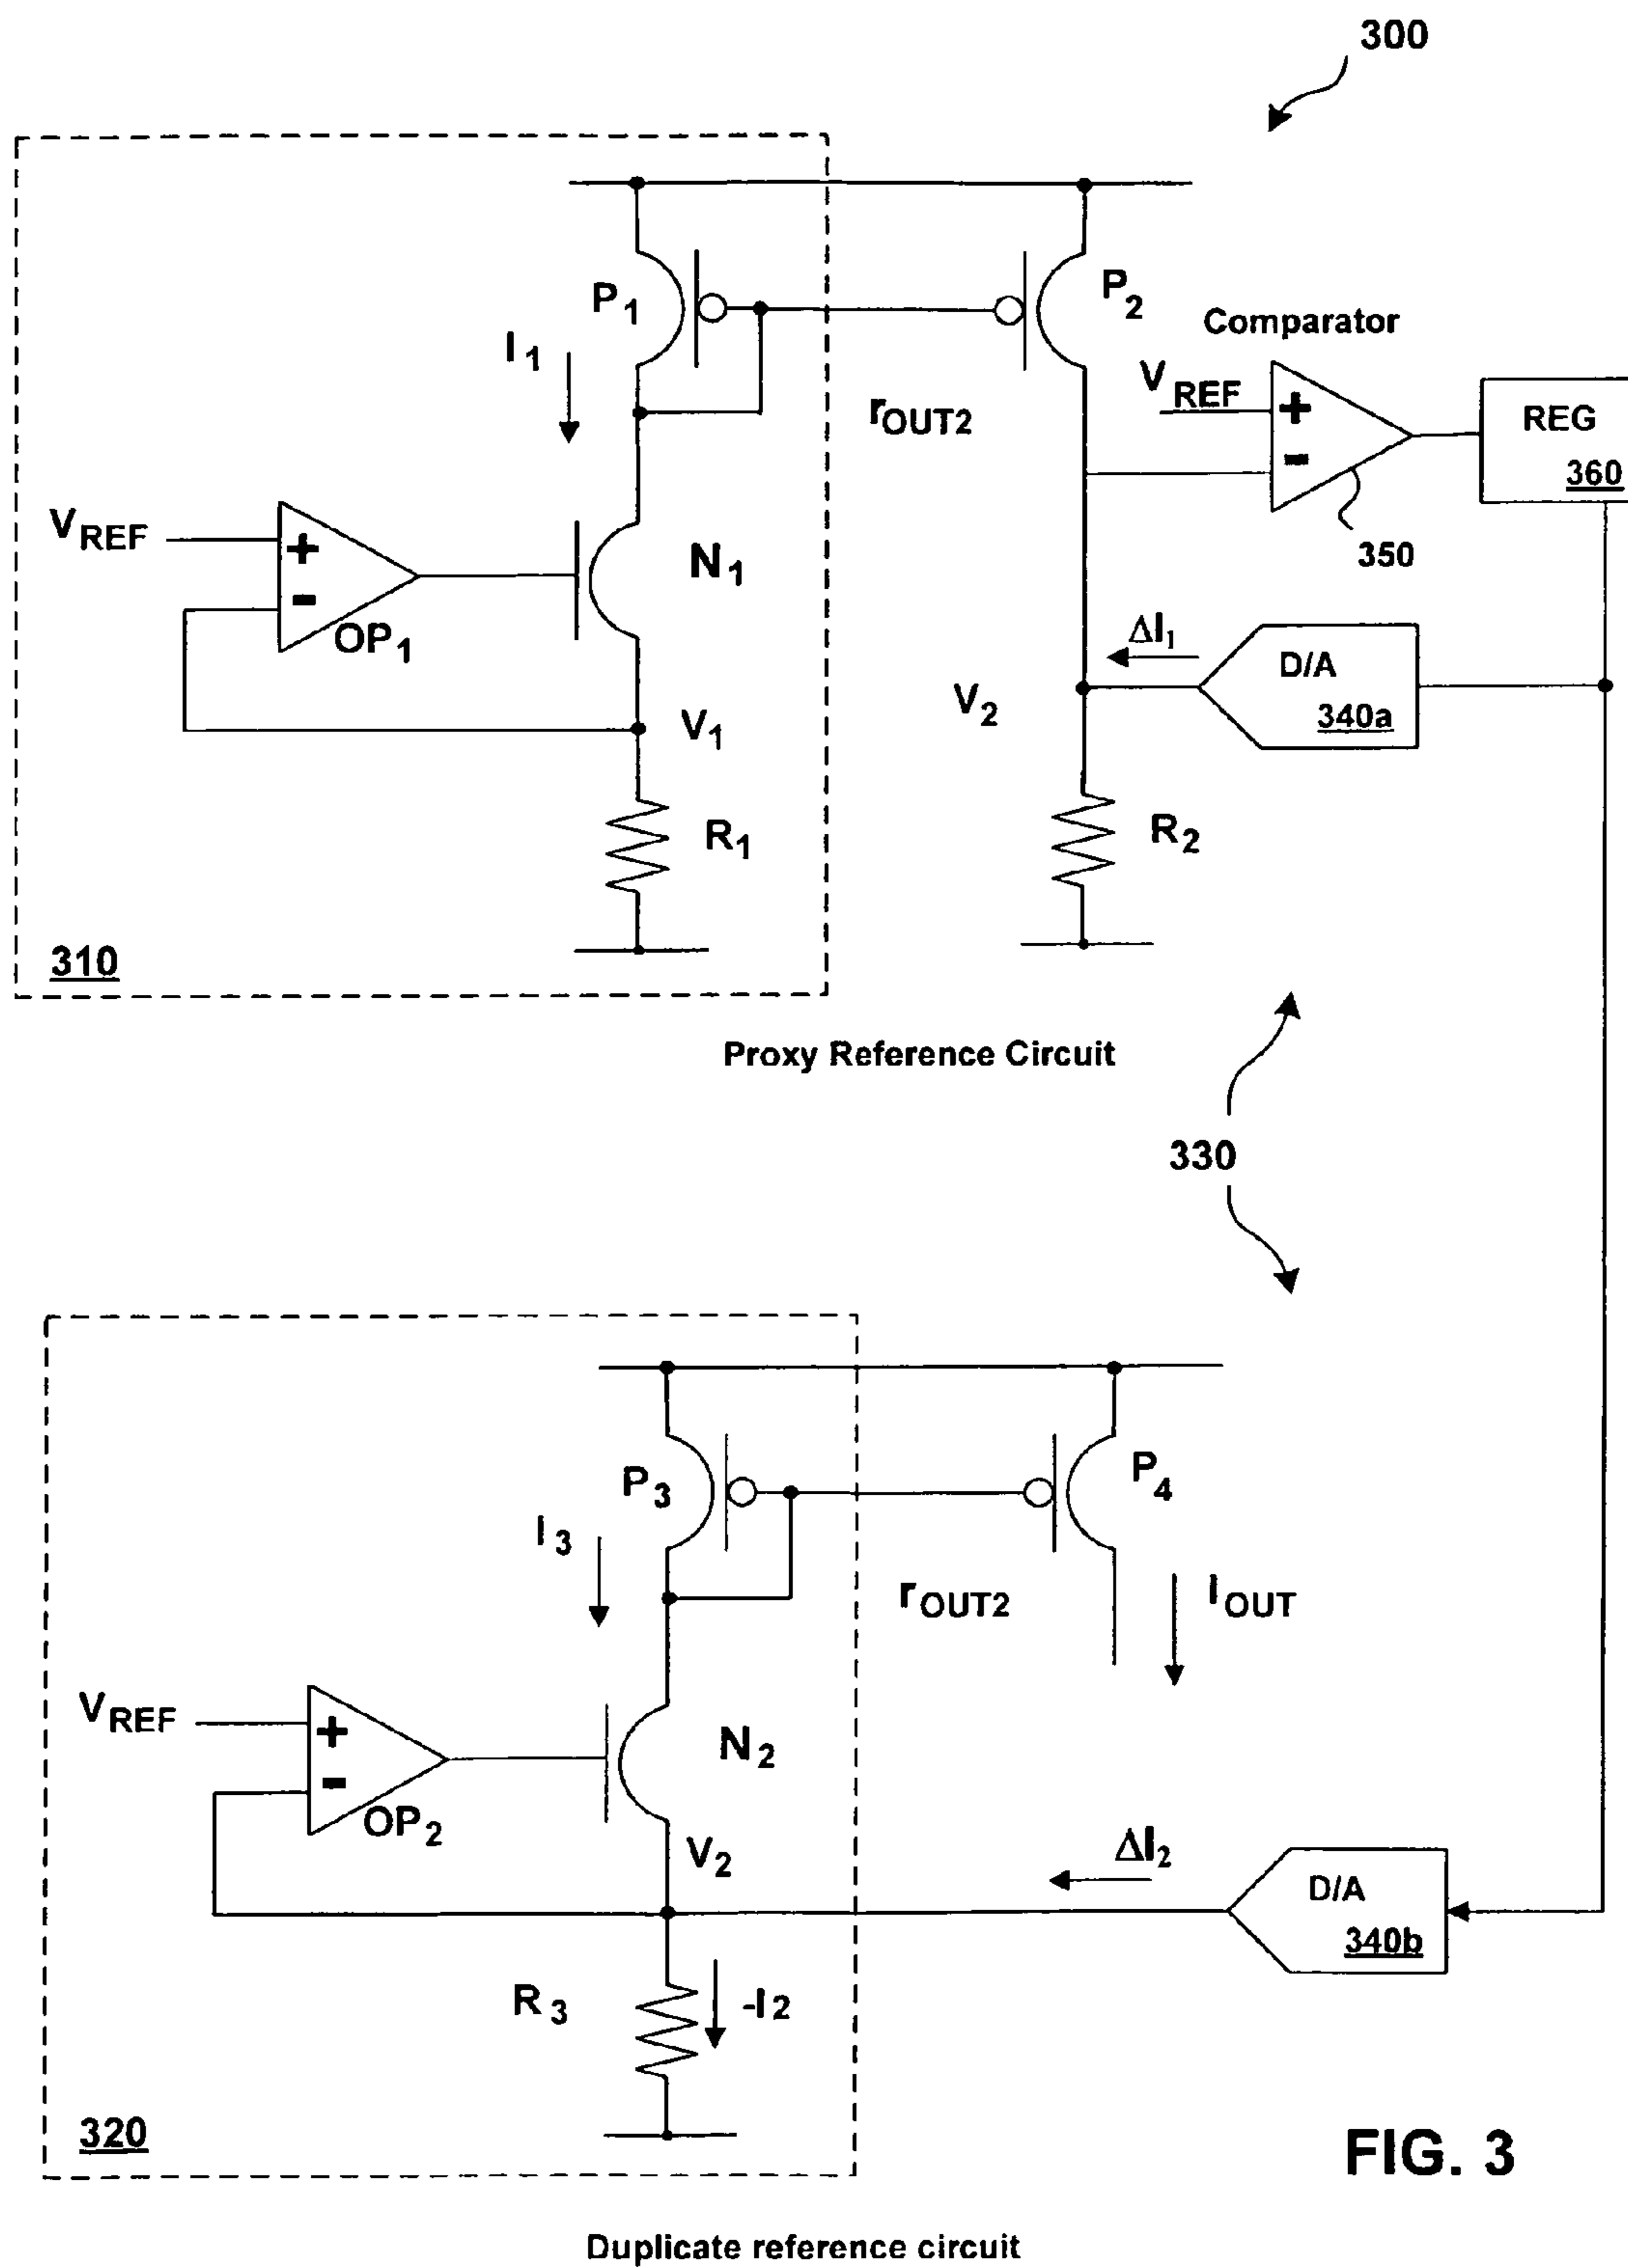 300
P1
P2
Comparator
I1
VREF
+
-
rOUT2
REG
360
VREF
+
-
OP1
N1
350
ΔI1
D/A
340a
V2
V1
R1
R2
310
Proxy Reference Circuit
330
P3
P4
I3
rOUT2
IOUT
VREF
+
-
OP2
N2
V2
ΔI2
D/A
340b
R3
-I2
320
FIG. 3
Duplicate reference circuit